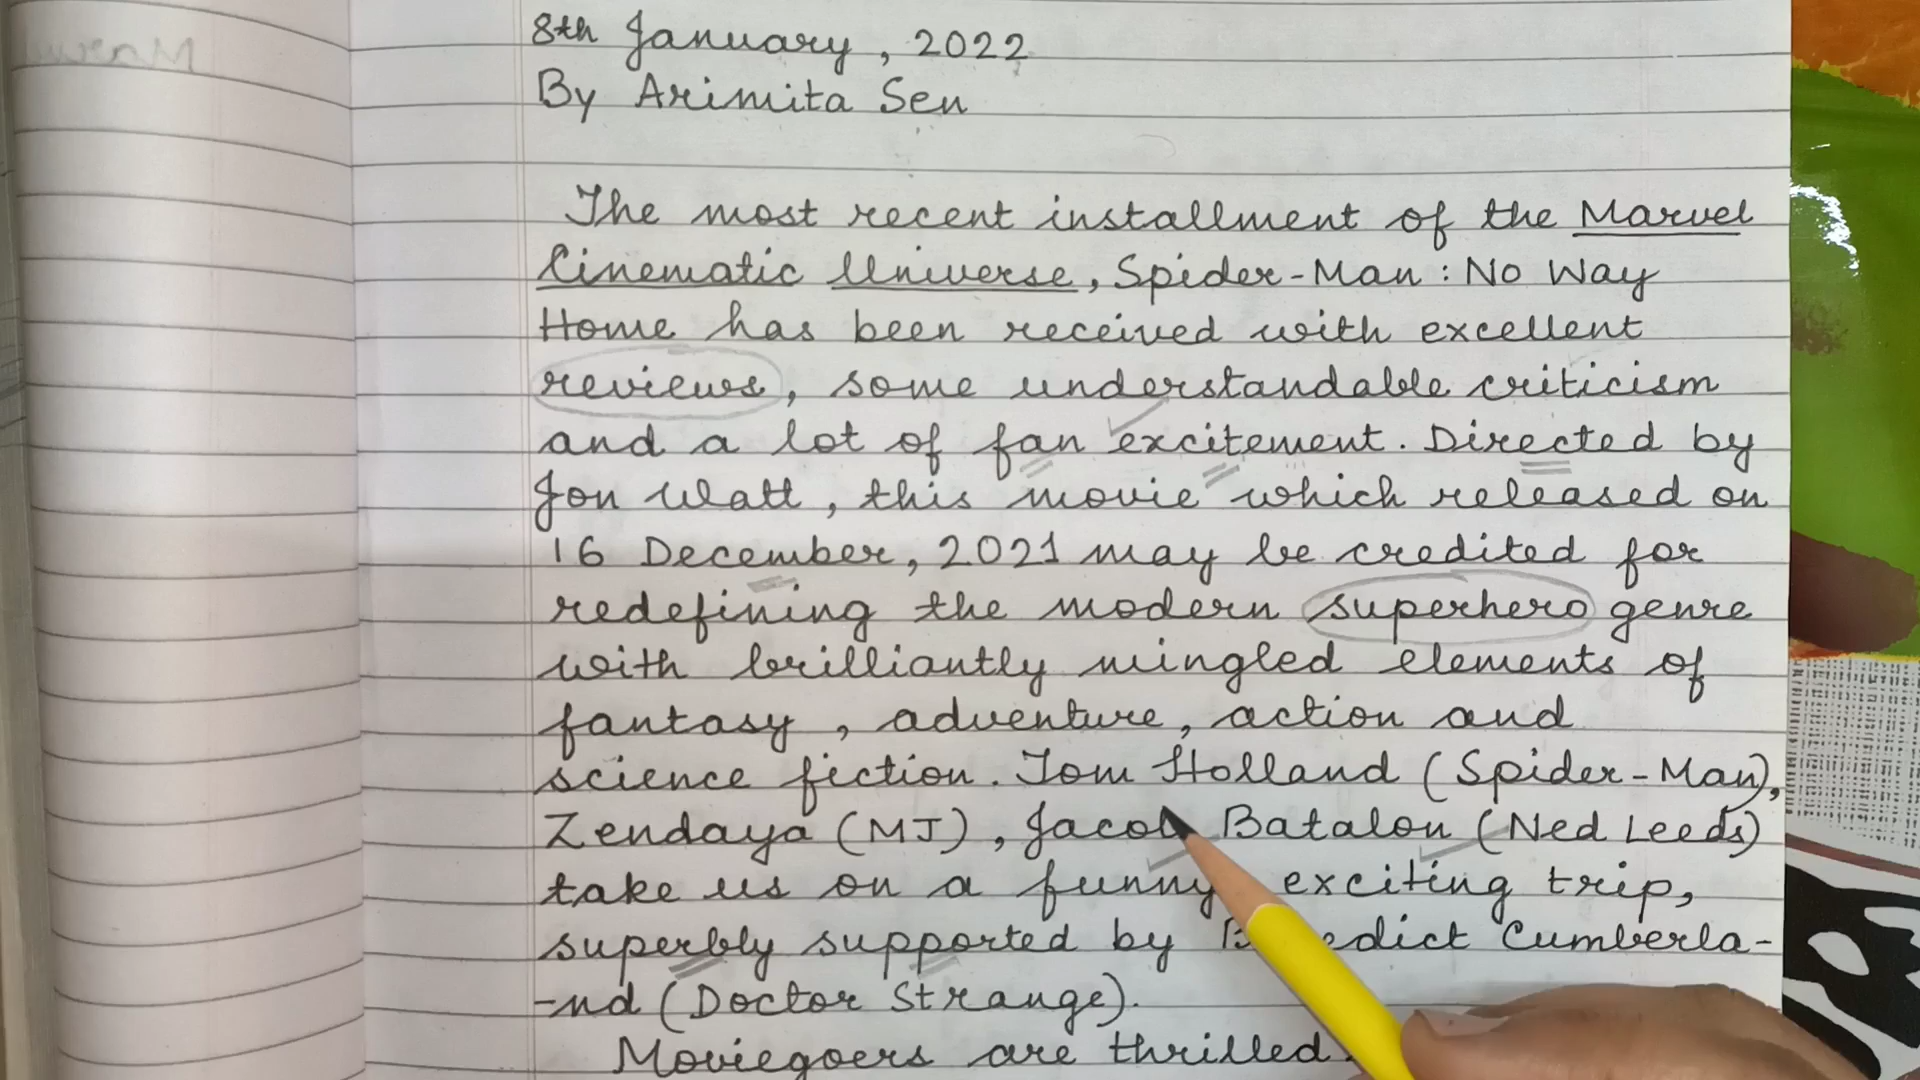 8th January, 2022
By Arimita Sen
The most recent installment of the Marvel
Cinematic Universe, Spider-Man: No Way
Home has been received with excellent
reviews, some understandable criticism
and a lot of fan excitement. Directed by
Jon Watt, this movie which released on
16 December, 2021 may be credited for
redefining the modern superhero genre
with brilliantly mingled elements of
fantasy, adventure, action and
science fiction. Tom Holland (Spider-Man),
Zendaya (MJ), Jacob Batalon (Ned Leeds)
take us on a funny exciting trip,
superbly supported by Cumberla-
-nd (Doctor Strange).
Moviegoers are thrilled